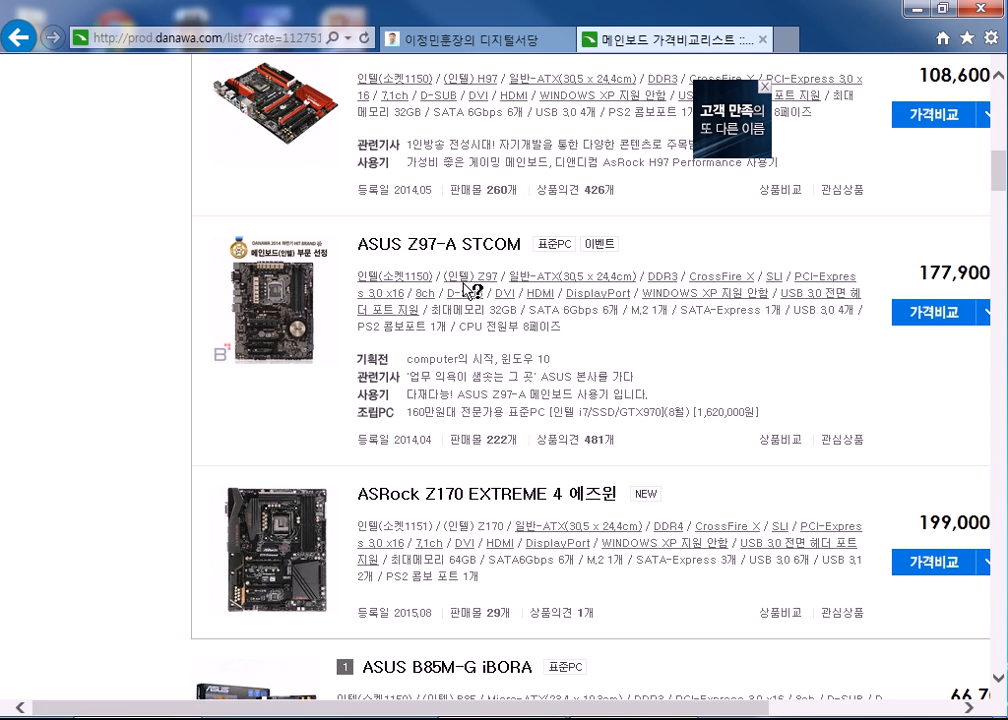 http://prod.danawa.com/list/?cate=112751
이정민훈장의 디지털서당
메인보드 가격비교리스트 ::...
인텔(소켓1150) / (인텔) H97 / 일반-ATX(30.5 x 24.4cm) / DDR3 / CrossFire X / PCI-Express 3.0 x
16 / 7.1ch / D-SUB / DVI / HDMI / WINDOWS XP 지원 안함 / 포트 지원 / 최대
메모리 32GB / SATA 6Gbps 6개 / USB 3.0 4개 / PS2 콤보포트 8페이즈
108,600
가격비교
고객 만족의
또 다른 이름
관련기사 1인방송 전성시대! 자기개발을 통한 다양한 콘텐츠로
사용기 가성비 좋은 게이밍 메인보드, 디앤디컴 AsRock H97 Performance 사용기
등록일 2014.05 판매몰 260개 상품의견 426개 상품비교 관심상품
DANAWA 2014 하반기 HIT BRAND
메인보드(인텔) 부문 선정
ASUS Z97-A STCOM 표준PC 이벤트
인텔(소켓1150) / (인텔) Z97 / 일반-ATX(30.5 x 24.4cm) / DDR3 / CrossFire X / SLI / PCI-Expres
s 3.0 x16 / 8ch / / DVI / HDMI / DisplayPort / WINDOWS XP 지원 안함 / USB 3.0 전면 헤
더 포트 지원 / 최대메모리 32GB / SATA 6Gbps 6개 / M.2 1개 / SATA-Express 1개 / USB 3.0 4개 /
PS2 콤보포트 1개 / CPU 전원부 8페이즈
177,900
가격비교
기획전 computer의 시작, 윈도우 10
관련기사 '업무 의욕이 샘솟는 그 곳' ASUS 본사를 가다
사용기 다재다능! ASUS Z97-A 메인보드 사용기 입니다.
조립PC 160만원대 전문가용 표준PC [인텔 i7/SSD/GTX970](8월) [1,620,000원]
등록일 2014.04 판매몰 222개 상품의견 481개 상품비교 관심상품
ASRock Z170 EXTREME 4 에즈윈 NEW
인텔(소켓1151) / (인텔) Z170 / 일반-ATX(30.5 x 24.4cm) / DDR4 / CrossFire X / SLI / PCI-Expres
s 3.0 x16 / 7.1ch / DVI / HDMI / DisplayPort / WINDOWS XP 지원 안함 / USB 3.0 전면 헤더 포트
지원 / 최대메모리 64GB / SATA6Gbps 6개 / M.2 1개 / SATA-Express 3개 / USB 3.0 6개 / USB 3.1
2개 / PS2 콤보 포트 1개
199,000
가격비교
등록일 2015.08 판매몰 29개 상품의견 1개 상품비교 관심상품
1 ASUS B85M-G iBORA 표준PC